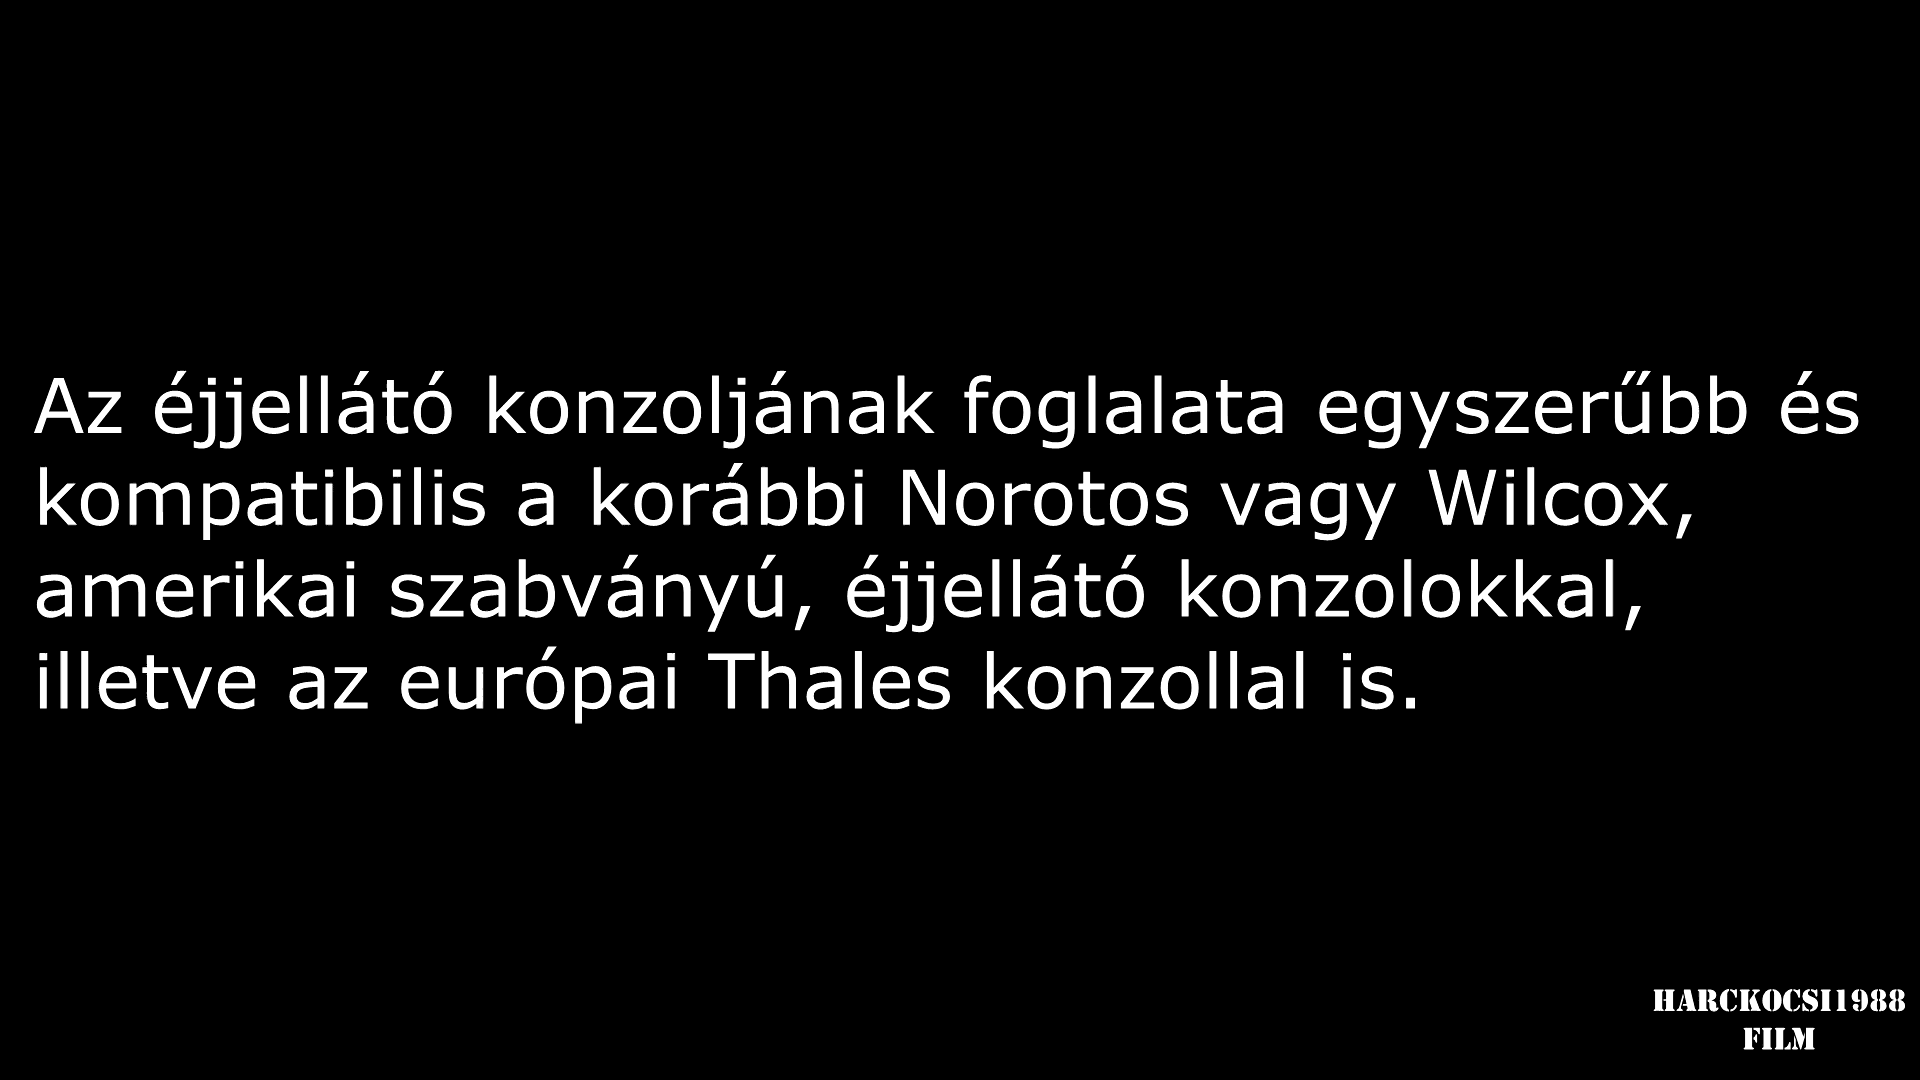 Az éjjellátó konzoljának foglalata egyszerűbb és
kompatibilis a korábbi Norotos vagy Wilcox,
amerikai szabványú, éjjellátó konzolokkal,
illetve az európai Thales konzollal is.
HARCKOCSI1988
FILM